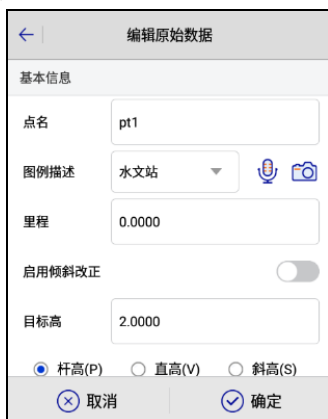 编辑原始数据
基本信息
点名 pt1
图例描述 水文站
里程 0.0000
启用倾斜改正
目标高 2.0000
杆高(P) 直高(V) 斜高(S)
取消 确定